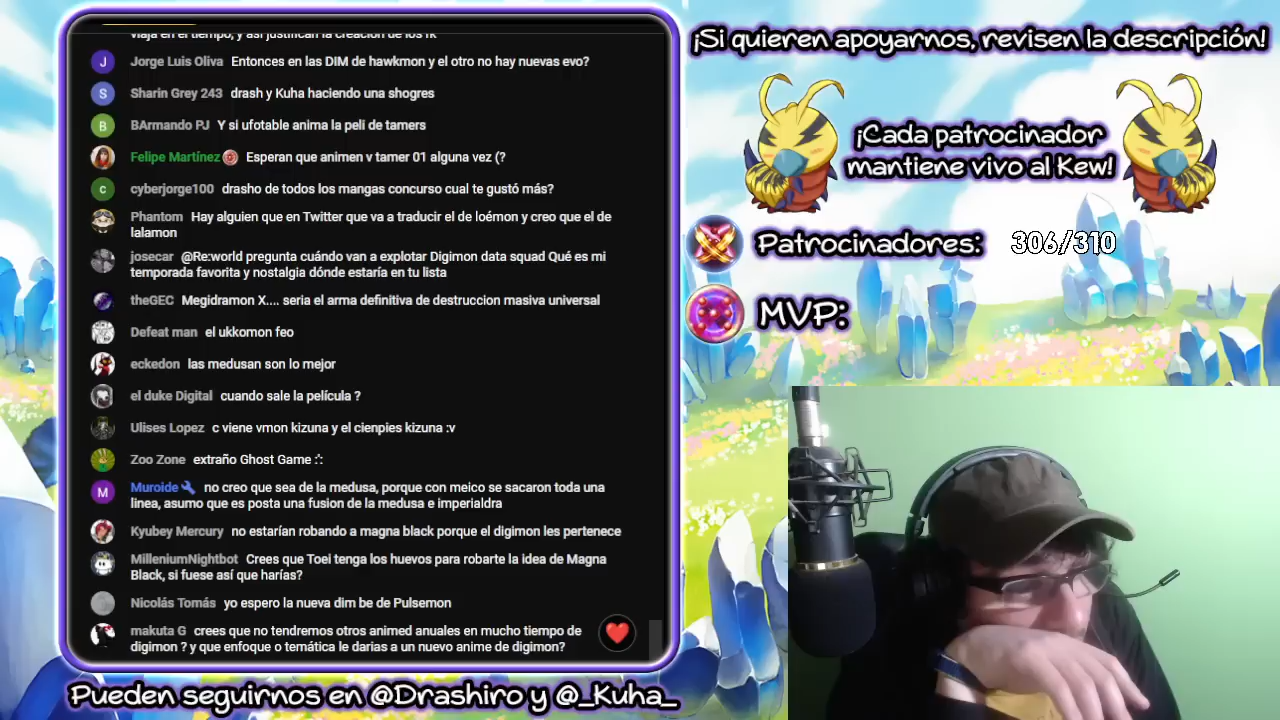 viaja en el tiempo, y asi justifican la creacion de los rk
Jorge Luis Oliva Entonces en las DIM de hawkmon y el otro no hay nuevas evo?
Sharin Grey 243 drash y Kuha haciendo una shogres
BArmando PJ Y si ufotable anima la peli de tamers
Felipe Martínez Esperan que animen v tamer 01 alguna vez (?
cyberjorge100 drasho de todos los mangas concurso cual te gustó más?
Phantom Hay alguien que en Twitter que va a traducir el de loémon y creo que el de
lalamon
josecar @Re:world pregunta cuándo van a explotar Digimon data squad Qué es mi
temporada favorita y nostalgia dónde estaría en tu lista
theGEC Megidramon X.... seria el arma definitiva de destruccion masiva universal
Defeat man el ukkomon feo
eckedon las medusan son lo mejor
el duke Digital cuando sale la película ?
Ulises Lopez c viene vmon kizuna y el cienpies kizuna :v
Zoo Zone extraño Ghost Game :':
Muroide no creo que sea de la medusa, porque con meico se sacaron toda una
linea, asumo que es posta una fusion de la medusa e imperialdra
Kyubey Mercury no estarían robando a magna black porque el digimon les pertenece
MilleniumNightbot Crees que Toei tenga los huevos para robarte la idea de Magna
Black, si fuese así que harías?
Nicolás Tomás yo espero la nueva dim be de Pulsemon
makuta G crees que no tendremos otros animed anuales en mucho tiempo de
digimon ? y que enfoque o temática le darias a un nuevo anime de digimon?
Pueden seguirnos en @Drashiro y @_Kuha_
¡Si quieren apoyarnos, revisen la descripción!
¡Cada patrocinador
mantiene vivo al Kew!
Patrocinadores: 306/310
MVP: